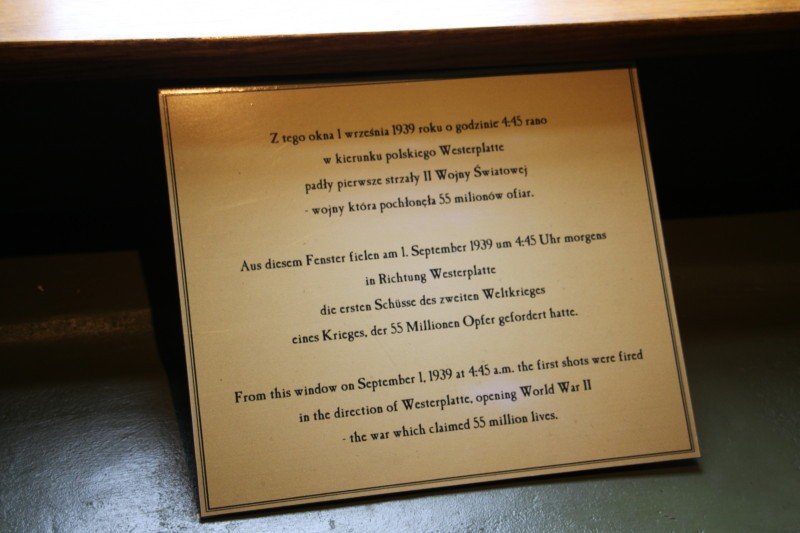 Z tego okna 1 września 1939 roku o godzinie 4:45 rano
w kierunku polskiego Westerplatte
padły pierwsze strzały II Wojny Światowej
- wojny która pochłonęła 55 milionów ofiar.
Aus diesem Fenster fielen am 1. September 1939 um 4:45 Uhr morgens
in Richtung Westerplatte
die ersten Schüsse des zweiten Weltkrieges
eines Krieges, der 55 Millionen Opfer gefordert hatte.
From this window on September 1, 1939 at 4:45 a.m. the first shots were fired
in the direction of Westerplatte, opening World War II
- the war which claimed 55 million lives.